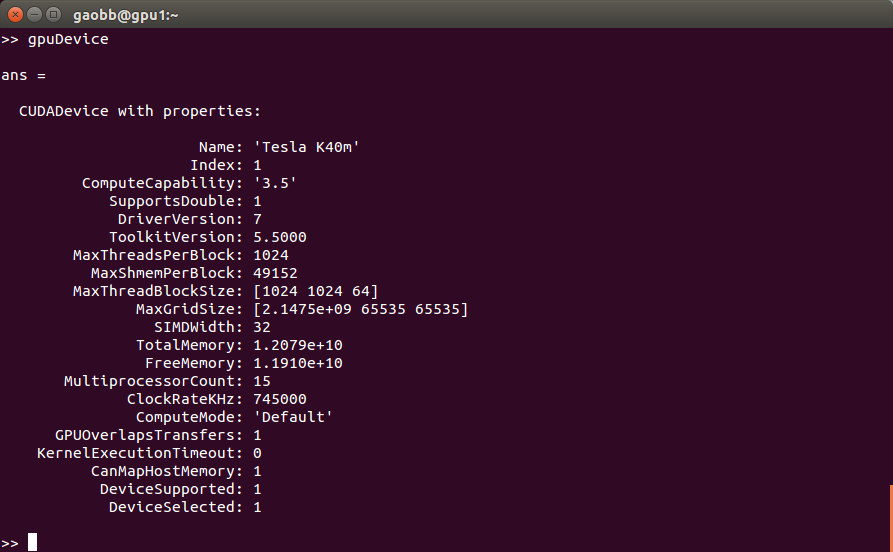 gaobb@gpu1:~
>> gpuDevice
ans =
CUDADevice with properties:
Name: 'Tesla K40m'
Index: 1
ComputeCapability: '3.5'
SupportsDouble: 1
DriverVersion: 7
ToolkitVersion: 5.5000
MaxThreadsPerBlock: 1024
MaxShmemPerBlock: 49152
MaxThreadBlockSize: [1024 1024 64]
MaxGridSize: [2.1475e+09 65535 65535]
SIMDWidth: 32
TotalMemory: 1.2079e+10
FreeMemory: 1.1910e+10
MultiprocessorCount: 15
ClockRateKHz: 745000
ComputeMode: 'Default'
GPUOverlapsTransfers: 1
KernelExecutionTimeout: 0
CanMapHostMemory: 1
DeviceSupported: 1
DeviceSelected: 1
>>